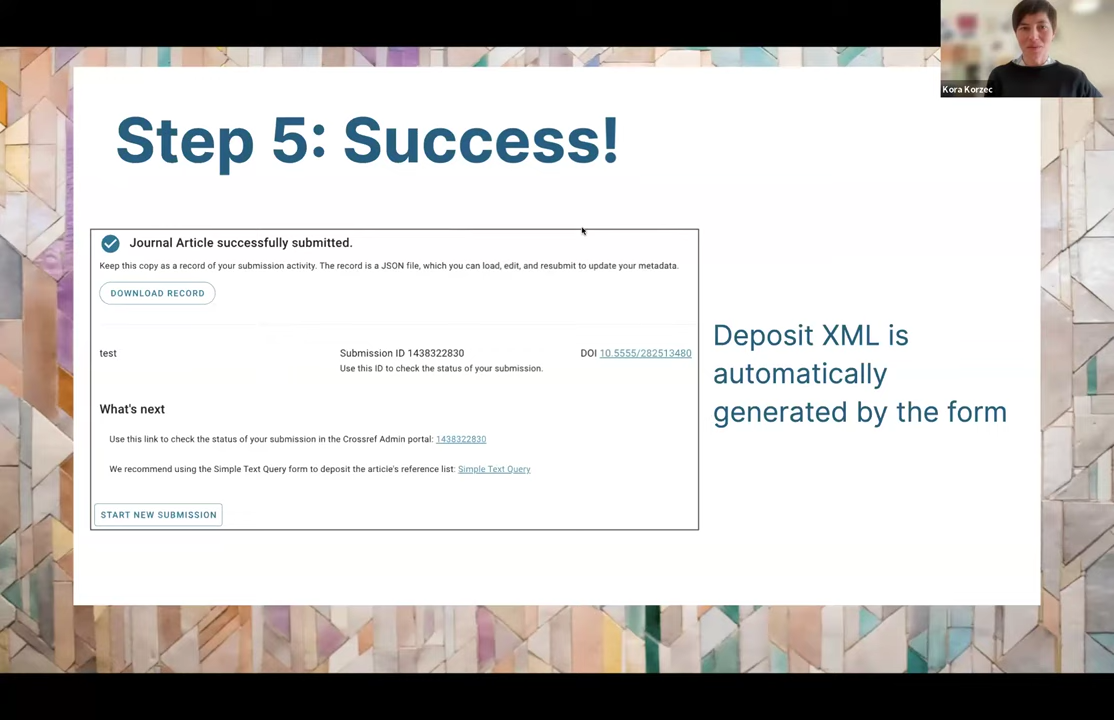 Kora Korzec
Step 5: Success!
Journal Article successfully submitted.
Keep this copy as a record of your submission activity. The record is a JSON file, which you can load, edit, and resubmit to update your metadata.
DOWNLOAD RECORD
test
Submission ID 1438322830
DOI 10.5555/282513480
Use this ID to check the status of your submission.
What's next
Use this link to check the status of your submission in the Crossref Admin portal: 1438322830
We recommend using the Simple Text Query form to deposit the article's reference list: Simple Text Query
START NEW SUBMISSION
Deposit XML is
automatically
generated by the form